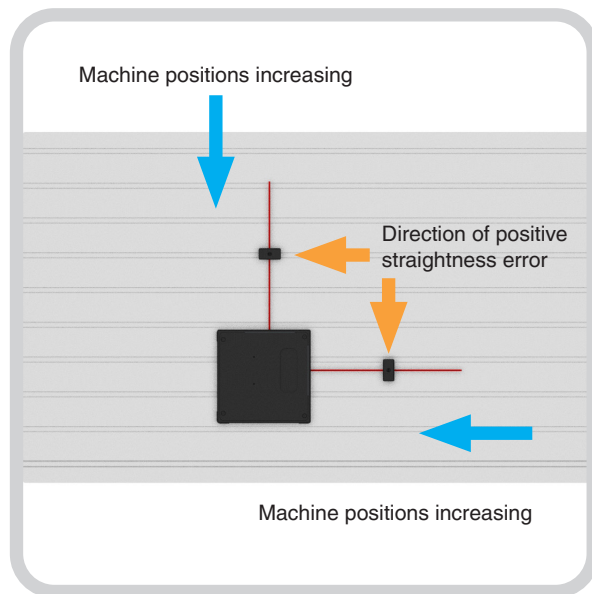 Machine positions increasing
Direction of positive
straightness error
Machine positions increasing